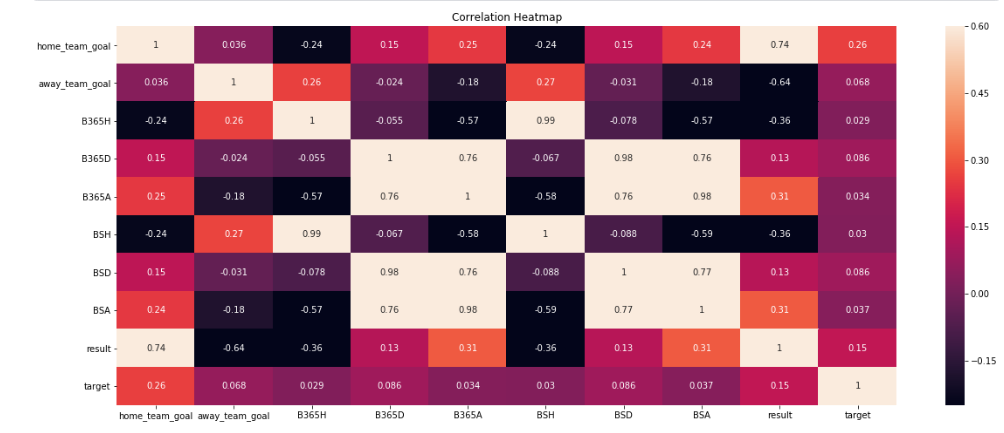 Correlation Heatmap
home_team_goal 1 0.036 -0.24 0.15 0.25 -0.24 0.15 0.24 0.74 0.26
away_team_goal 0.036 1 0.26 -0.024 -0.18 0.27 -0.031 -0.18 -0.64 0.068
B365H -0.24 0.26 1 -0.055 -0.57 0.99 -0.078 -0.57 -0.36 0.029
B365D 0.15 -0.024 -0.055 1 0.76 -0.067 0.98 0.76 0.13 0.086
B365A 0.25 -0.18 -0.57 0.76 1 -0.58 0.76 0.98 0.31 0.034
BSH -0.24 0.27 0.99 -0.067 -0.58 1 -0.088 -0.59 -0.36 0.03
BSD 0.15 -0.031 -0.078 0.98 0.76 -0.088 1 0.77 0.13 0.086
BSA 0.24 -0.18 -0.57 0.76 0.98 -0.59 0.77 1 0.31 0.037
result 0.74 -0.64 -0.36 0.13 0.31 -0.36 0.13 0.31 1 0.15
target 0.26 0.068 0.029 0.086 0.034 0.03 0.086 0.037 0.15 1
home_team_goal away_team_goal B365H B365D B365A BSH BSD BSA result target
0.60
0.45
0.30
0.15
0.00
−0.15